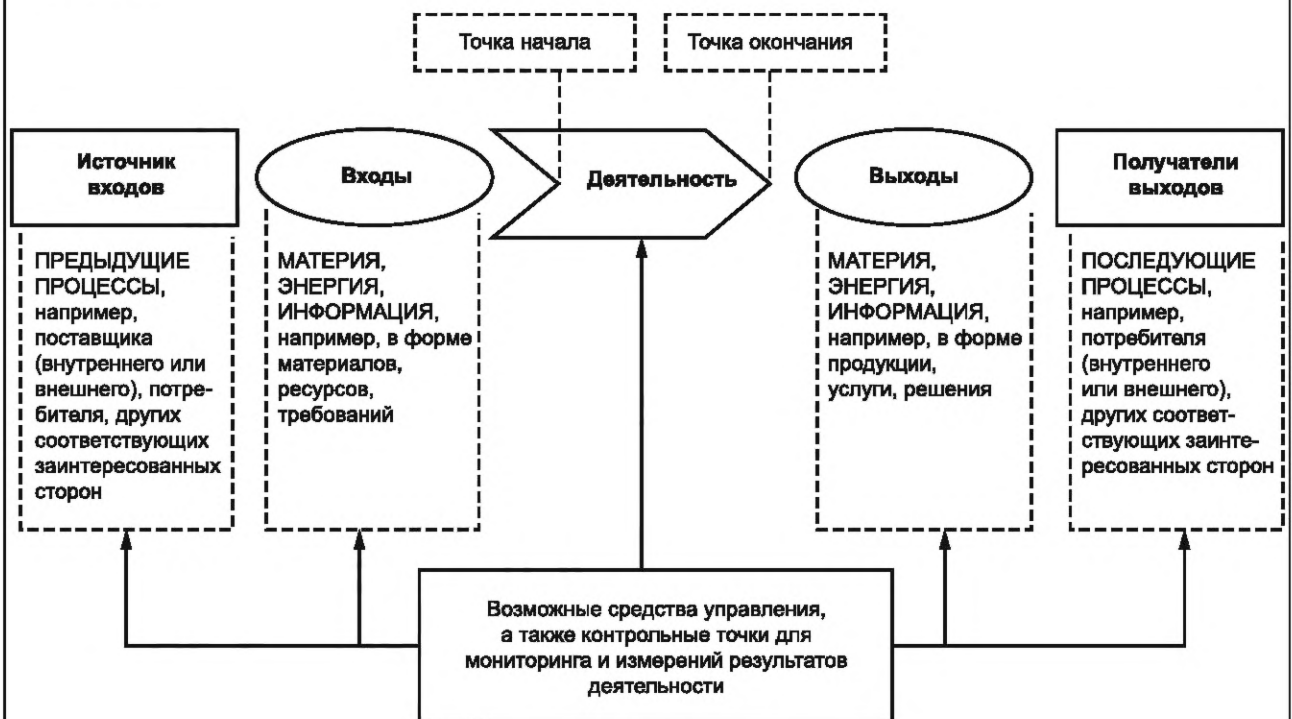 Точка начала
Точка окончания
Источник
входов
Входы
Деятельность
Выходы
Получатели
выходов
ПРЕДЫДУЩИЕ
ПРОЦЕССЫ,
например,
поставщика
(внутреннего или
внешнего), потре-
бителя, других
соответствующих
заинтересованных
сторон
МАТЕРИЯ,
ЭНЕРГИЯ,
ИНФОРМАЦИЯ,
например, в форме
материалов,
ресурсов,
требований
МАТЕРИЯ,
ЭНЕРГИЯ,
ИНФОРМАЦИЯ,
например, в форме
продукции,
услуги, решения
ПОСЛЕДУЮЩИЕ
ПРОЦЕССЫ,
например,
потребителя
(внутреннего
или внешнего),
других соответ-
ствующих заинте-
ресованных сторон
Возможные средства управления,
а также контрольные точки для
мониторинга и измерений результатов
деятельности